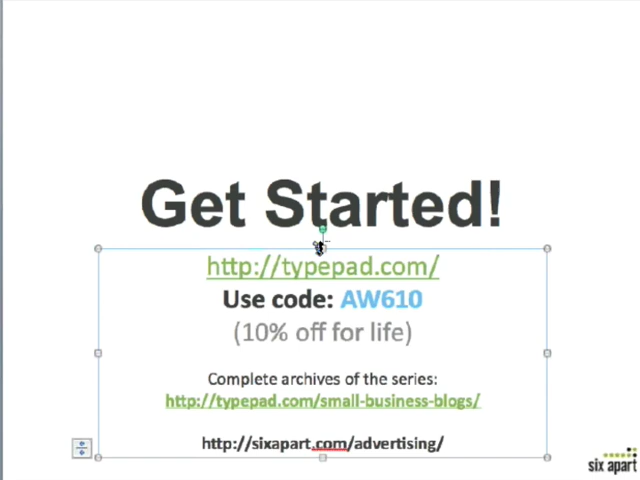 Get Started!
http://typepad.com/
Use code: AW610
(10% off for life)
Complete archives of the series:
http://typepad.com/small-business-blogs/
http://sixapart.com/advertising/
six apart